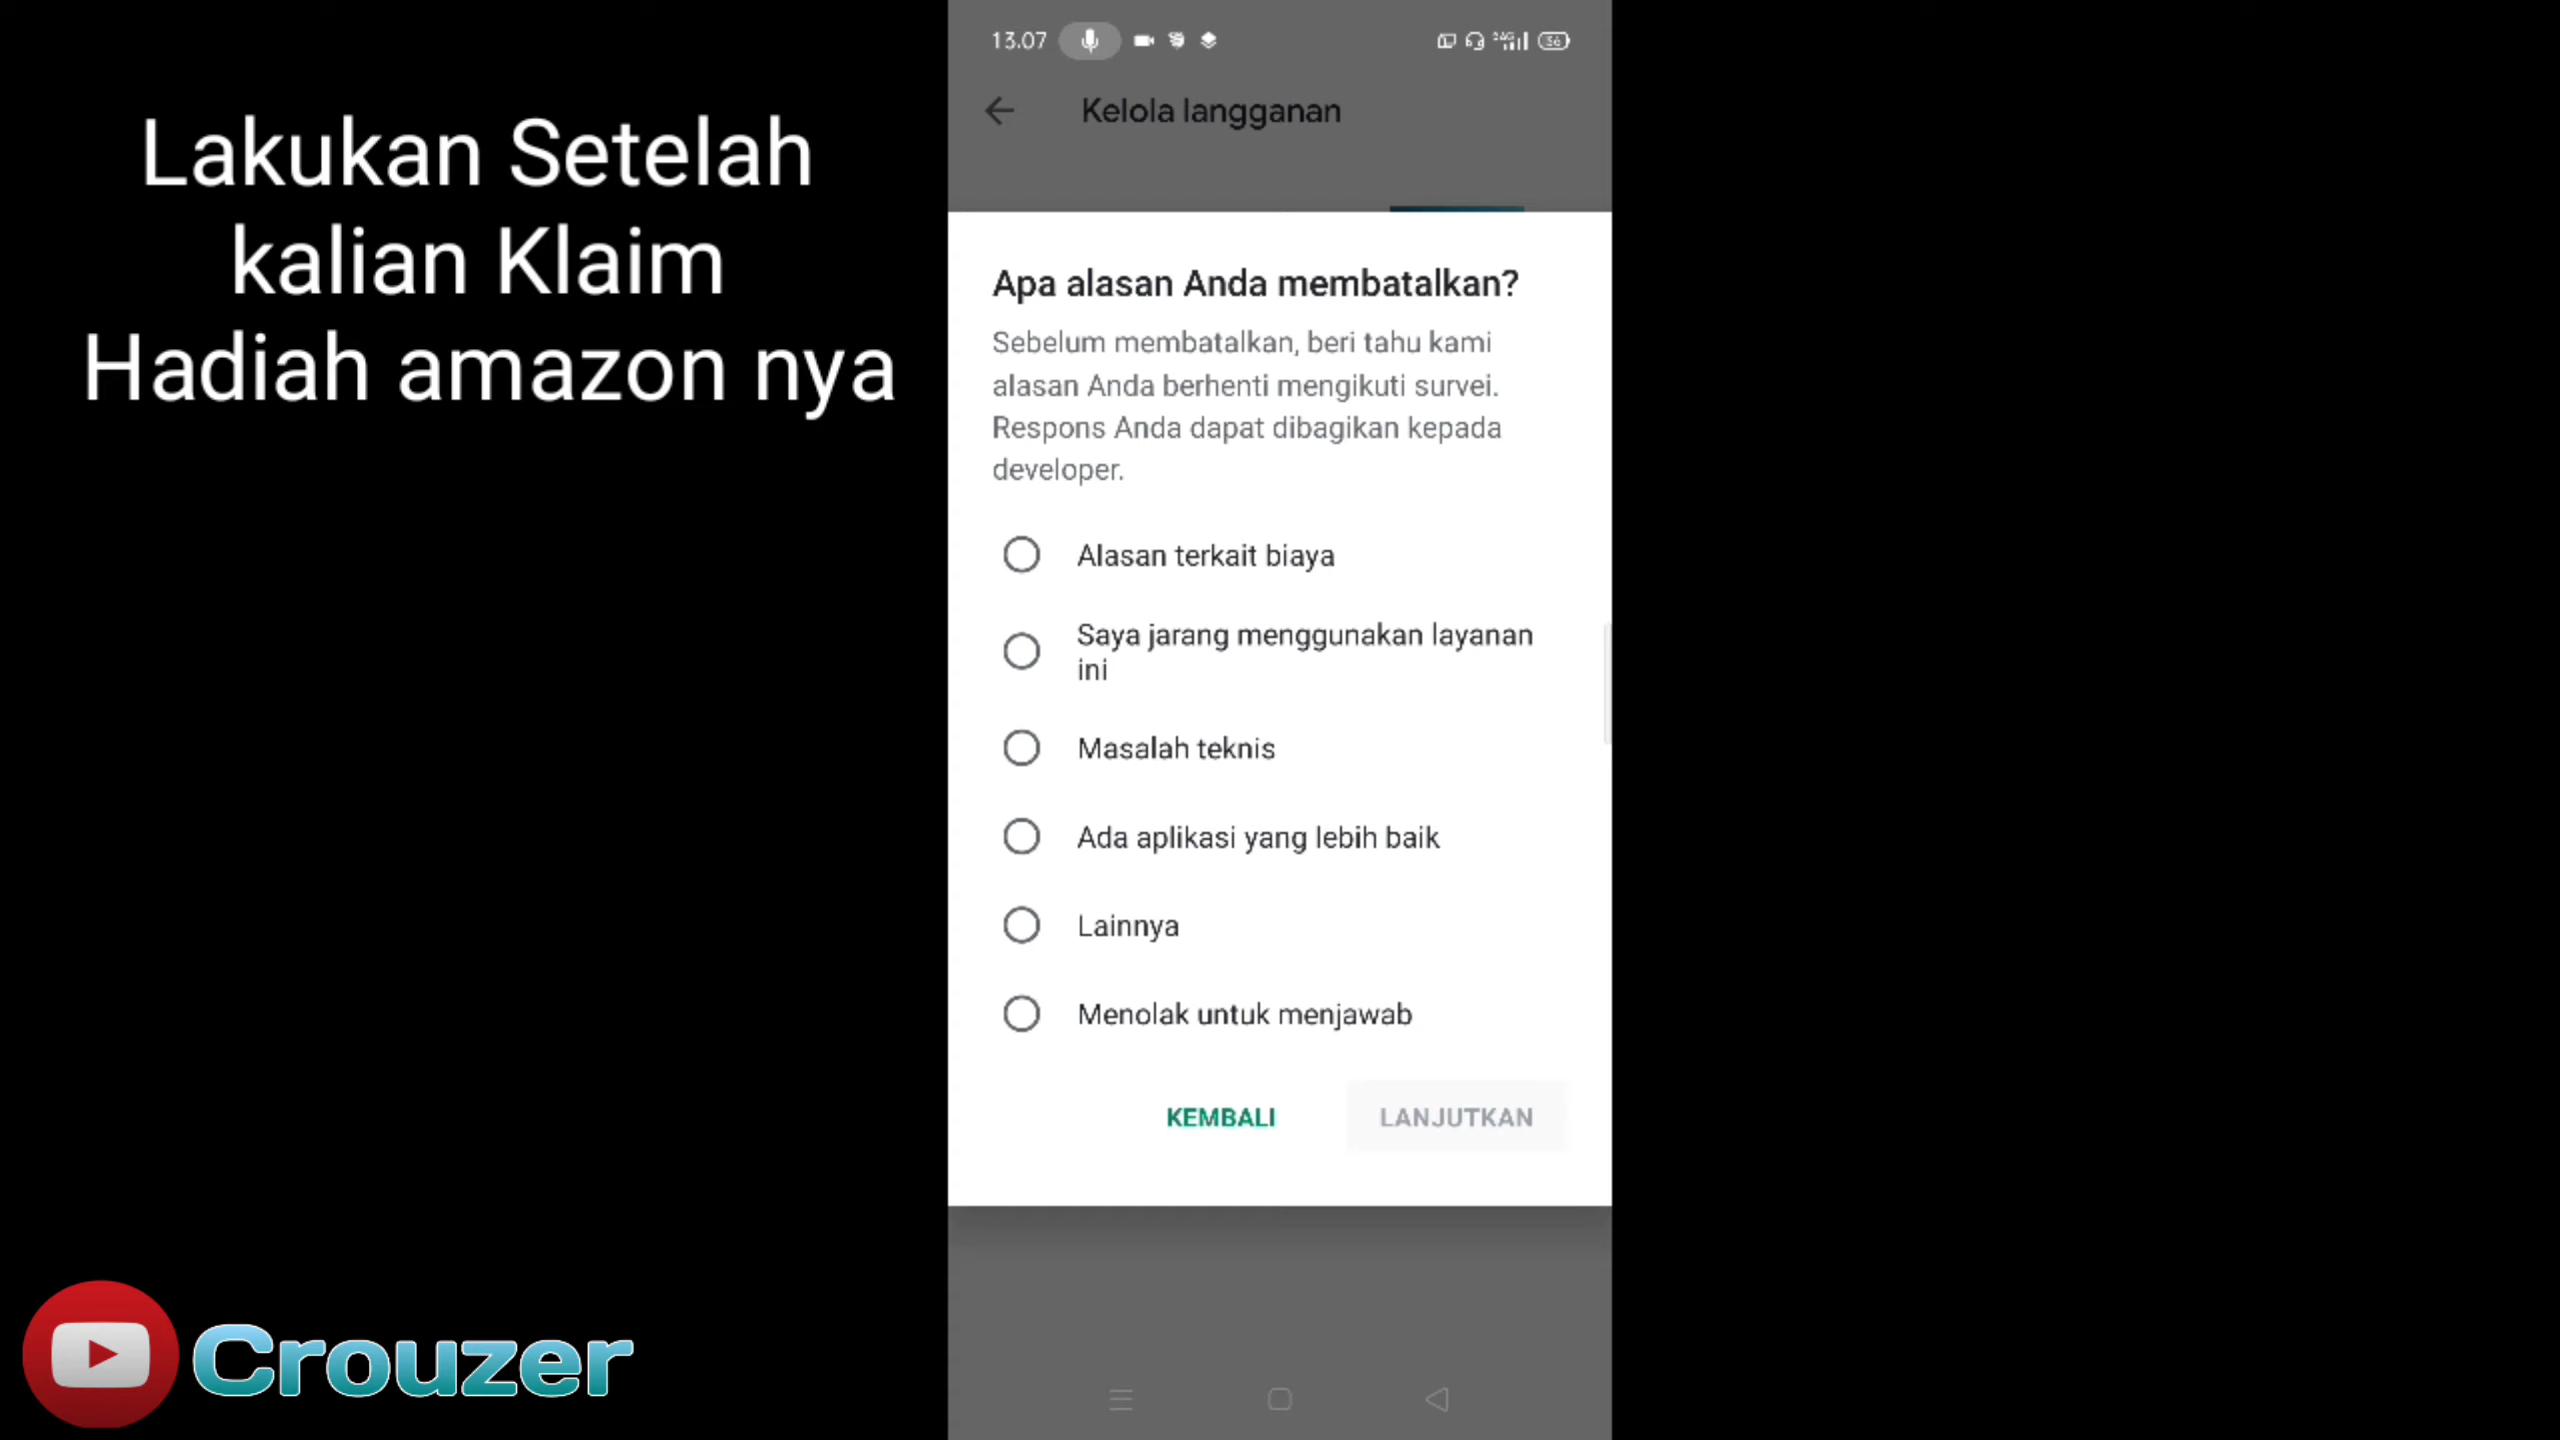 Lakukan Setelah
kalian Klaim
Hadiah amazon nya
13.07
56
Kelola langganan
Apa alasan Anda membatalkan?
Sebelum membatalkan, beri tahu kami
alasan Anda berhenti mengikuti survei.
Respons Anda dapat dibagikan kepada
developer.
Alasan terkait biaya
Saya jarang menggunakan layanan
ini
Masalah teknis
Ada aplikasi yang lebih baik
Lainnya
Menolak untuk menjawab
KEMBALI LANJUTKAN
Crouzer